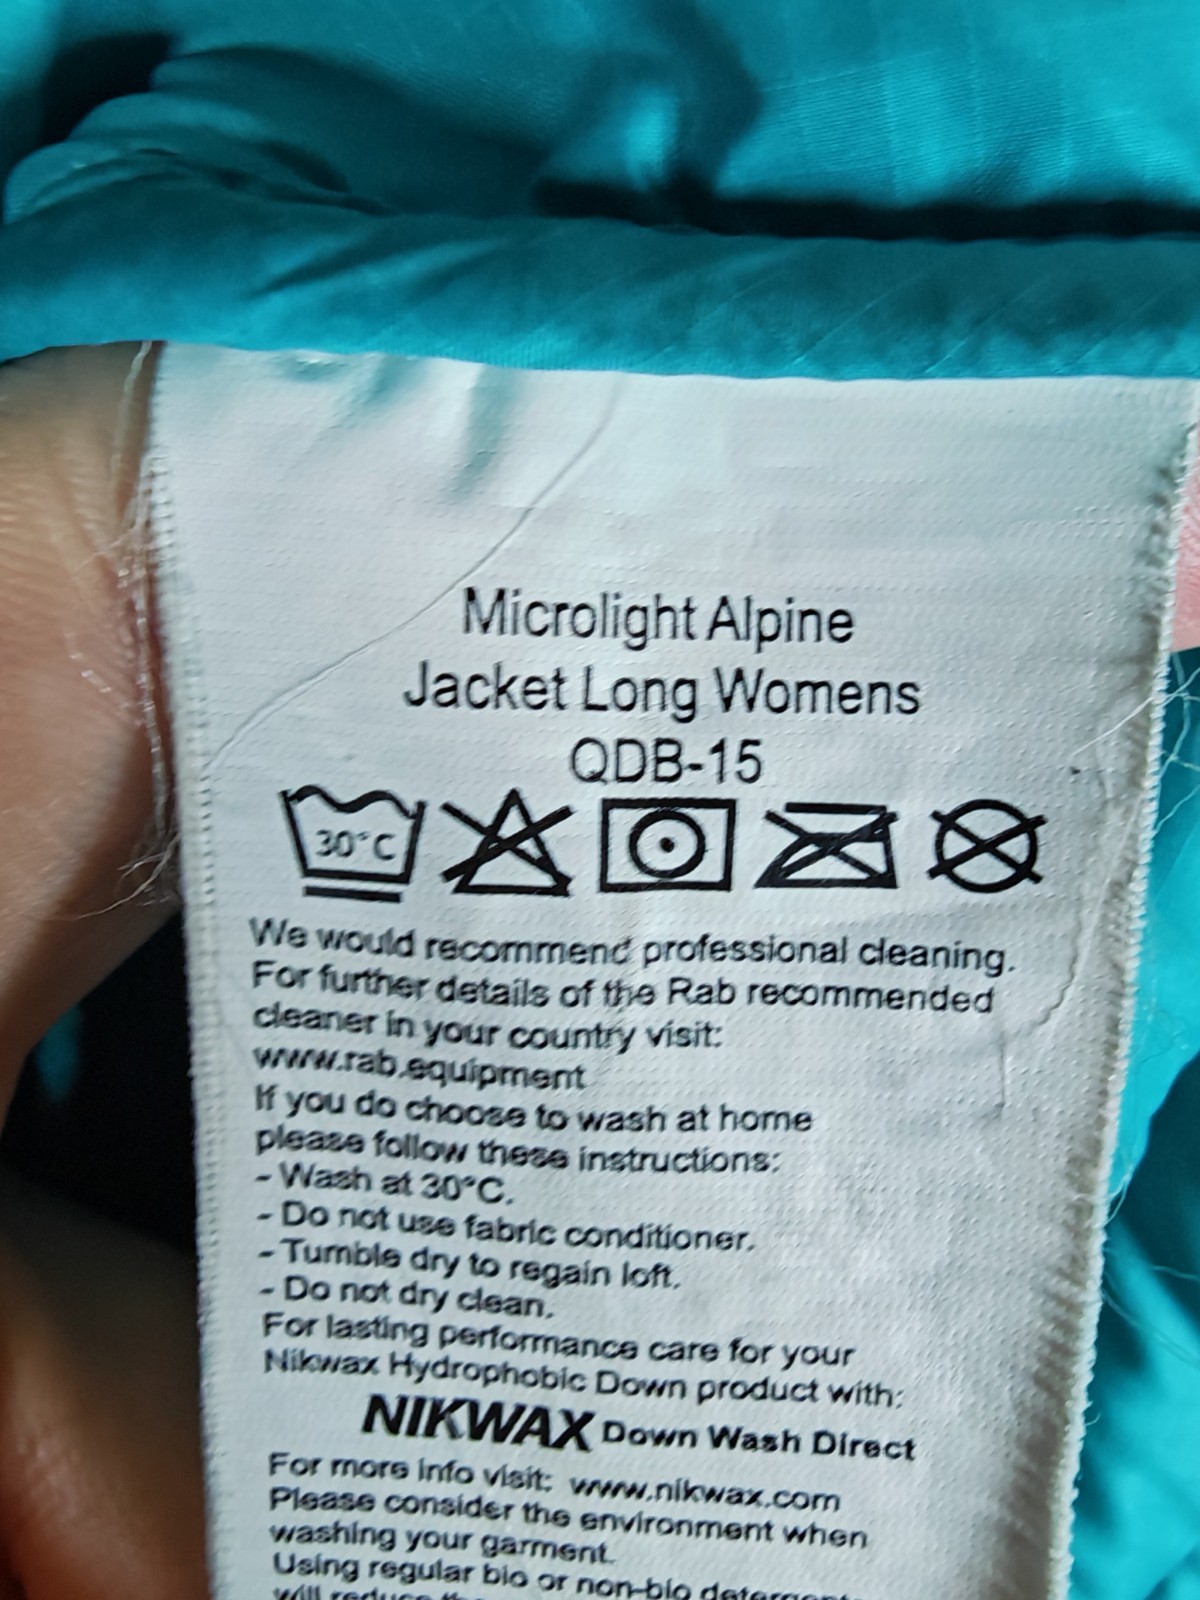 Microlight Alpine
Jacket Long Womens
QDB-15
30°C
We would recommend professional cleaning.
For further details of the Rab recommended
cleaner in your country visit:
www.rab.equipment
If you do choose to wash at home
please follow these instructions:
- Wash at 30°C.
- Do not use fabric conditioner.
- Tumble dry to regain loft.
- Do not dry clean.
For lasting performance care for your
Nikwax Hydrophobic Down product with:
NIKWAX Down Wash Direct
For more info visit: www.nikwax.com
Please consider the environment when
washing your garment.
Using regular bio or non-bio
will reduce